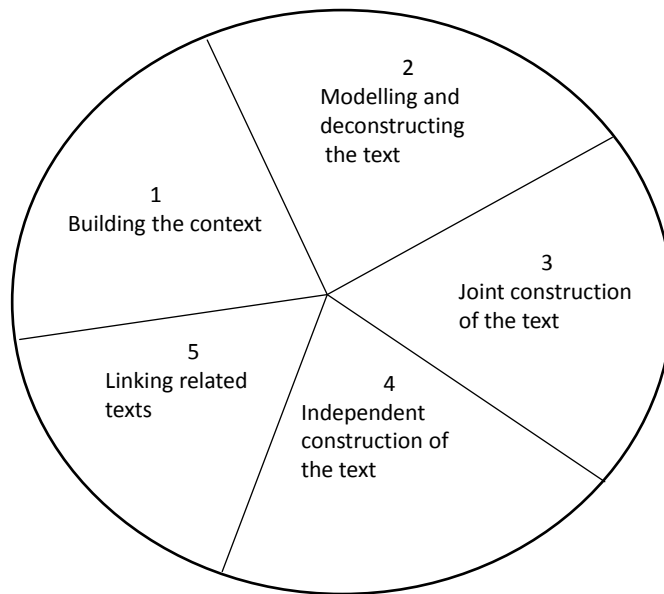 1
Building the context
2
Modelling and
deconstructing
the text
3
Joint construction
of the text
4
Independent
construction of
the text
5
Linking related
texts